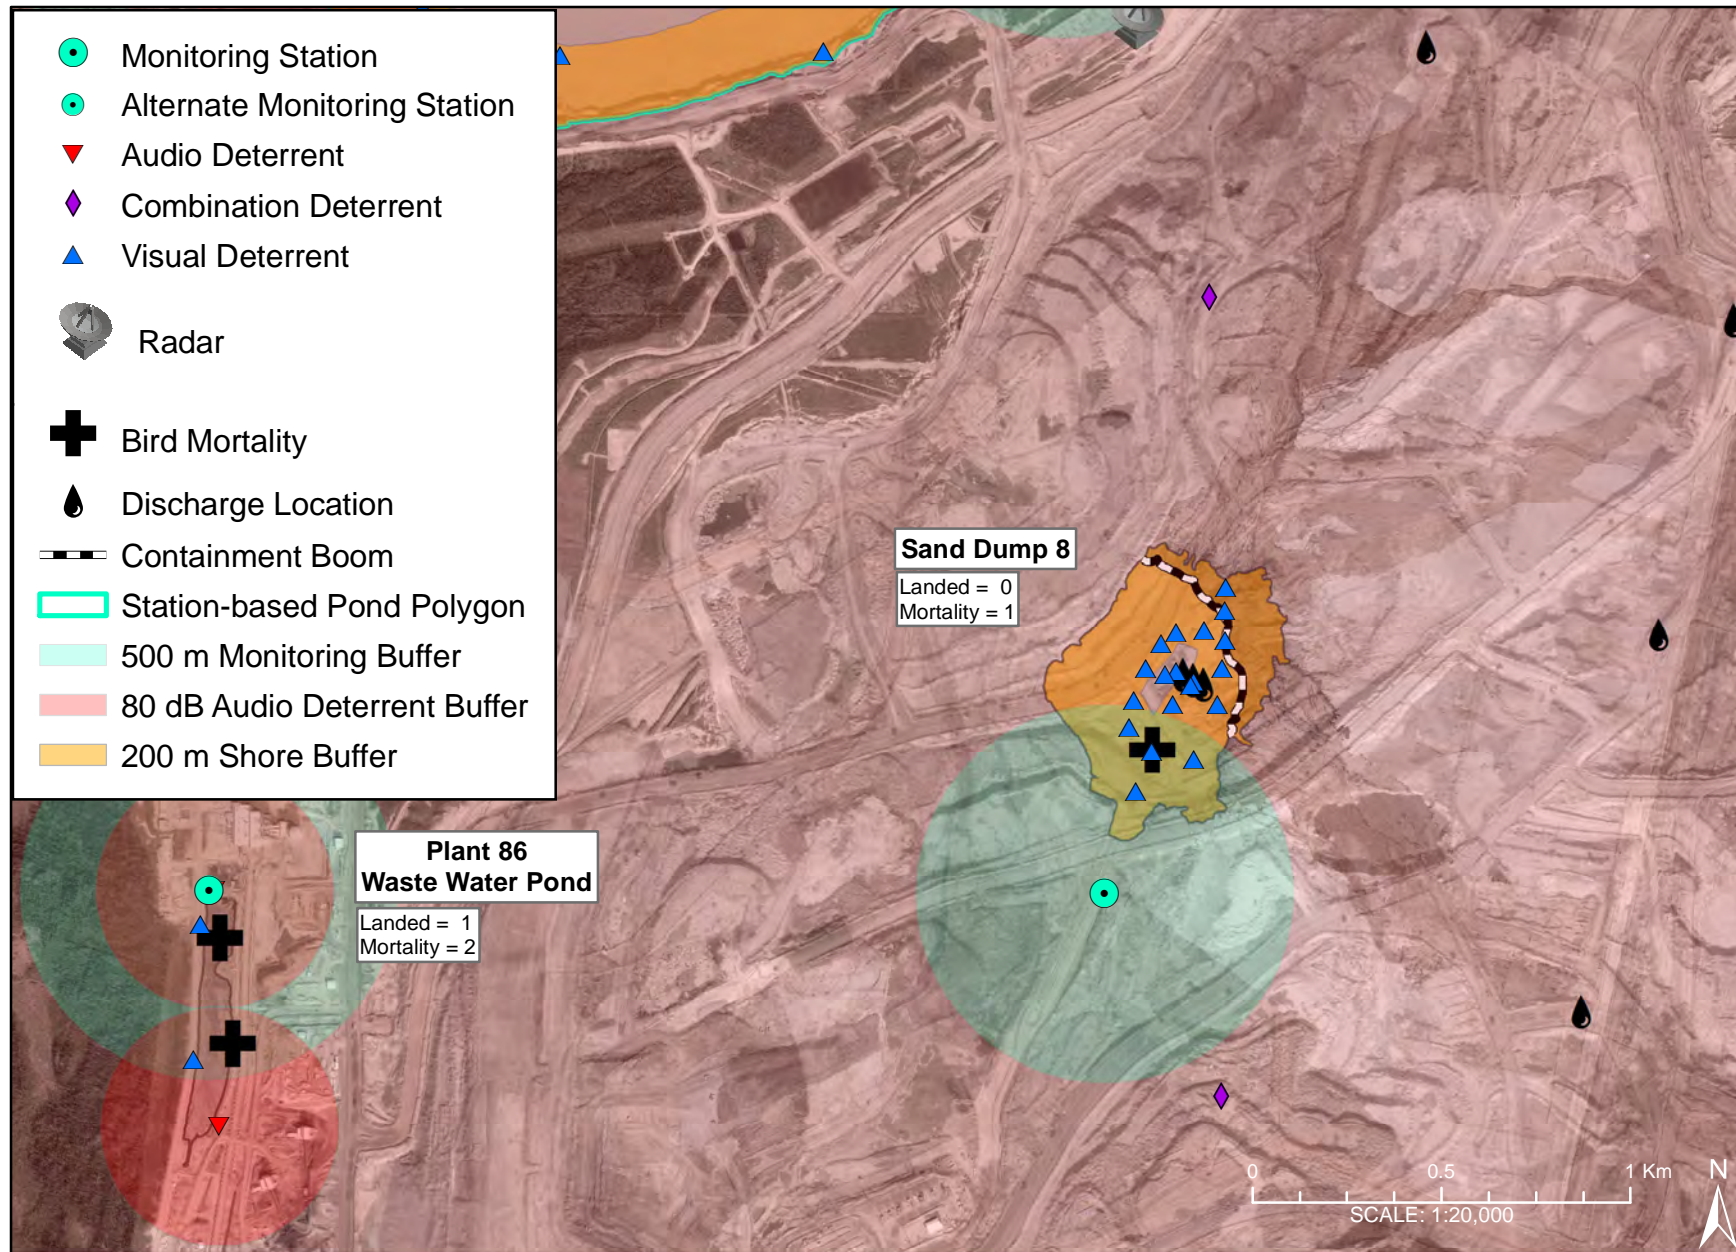 Monitoring Station
Alternate Monitoring Station
Audio Deterrent
Combination Deterrent
Visual Deterrent
Radar
Bird Mortality
Discharge Location
Containment Boom
Station-based Pond Polygon
500 m Monitoring Buffer
80 dB Audio Deterrent Buffer
200 m Shore Buffer
Sand Dump 8
Landed = 0
Mortality = 1
Plant 86
Waste Water Pond
Landed = 1
Mortality = 2
0 0.5 1 Km
SCALE: 1:20,000
N